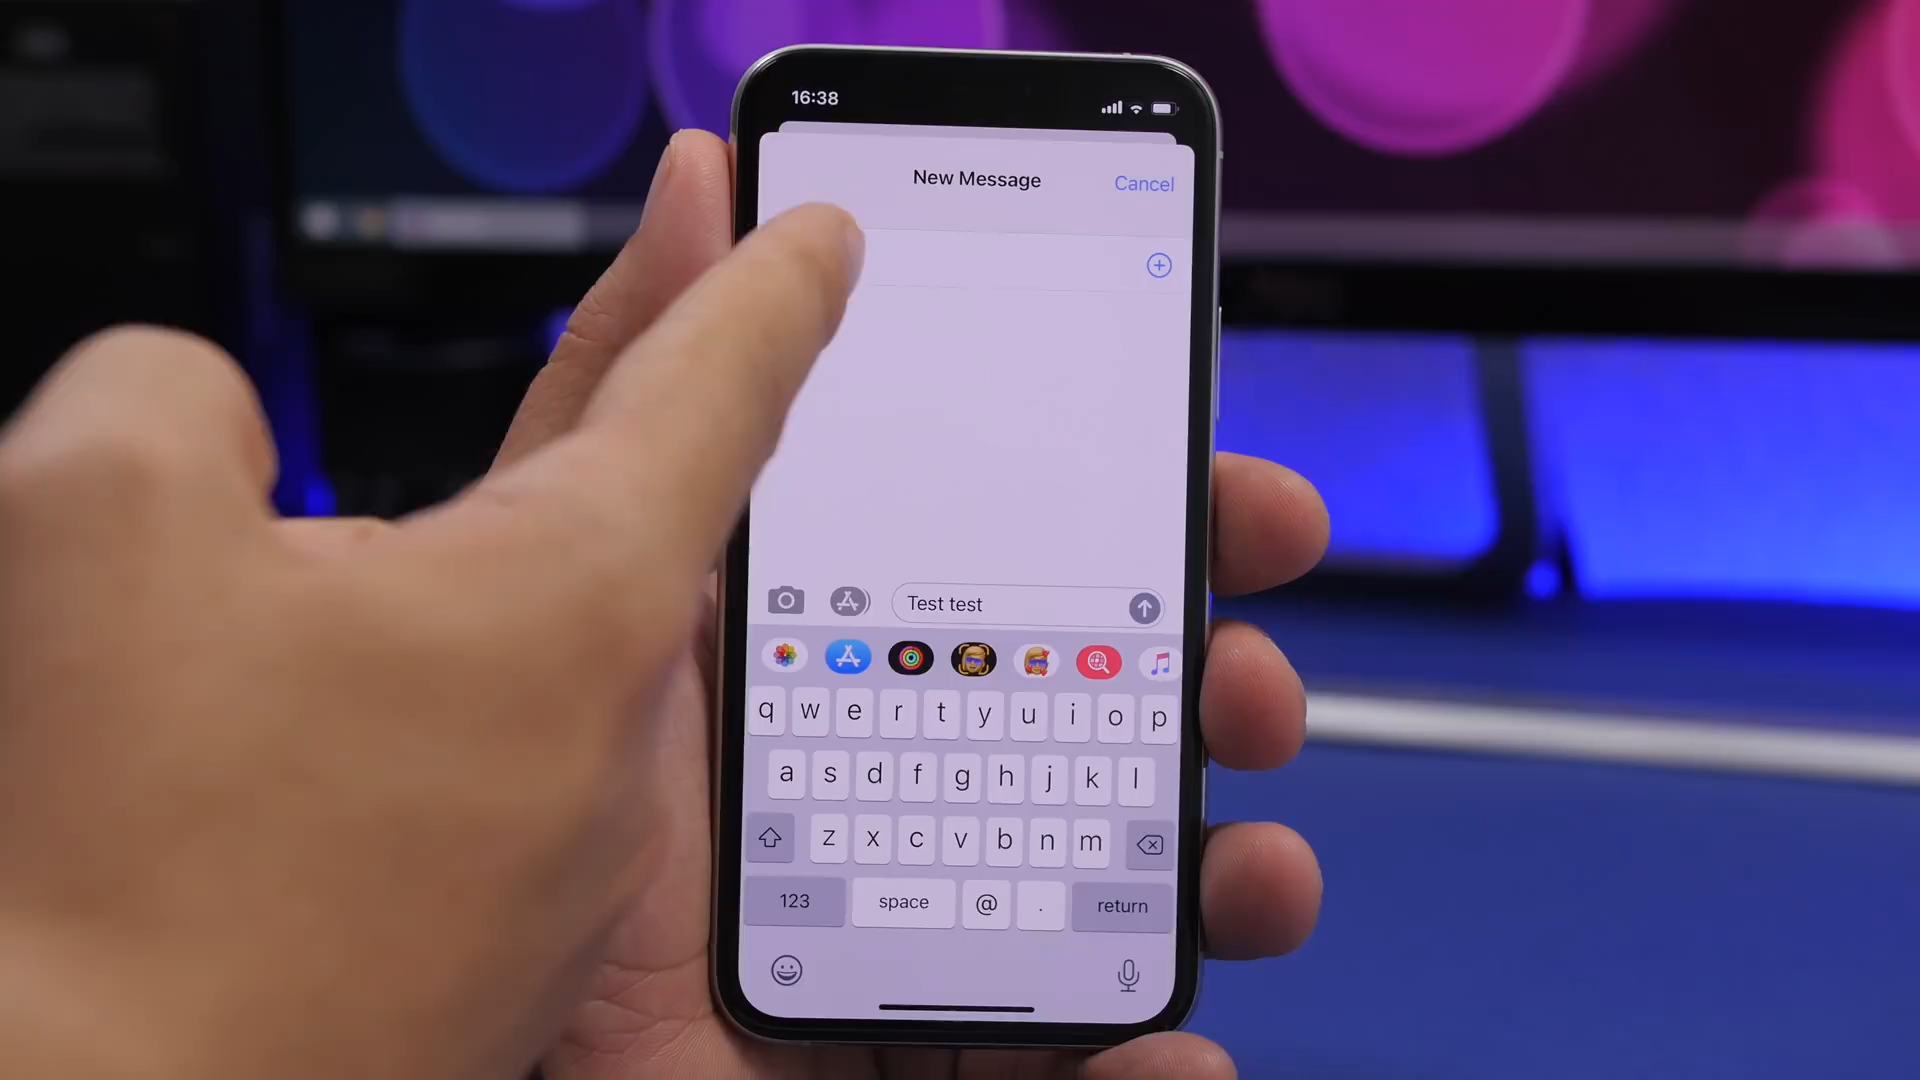 16:38
New Message
Cancel
Test test
q w e r t y u i o p
a s d f g h j k l
z x c v b n m
123 space @ . return